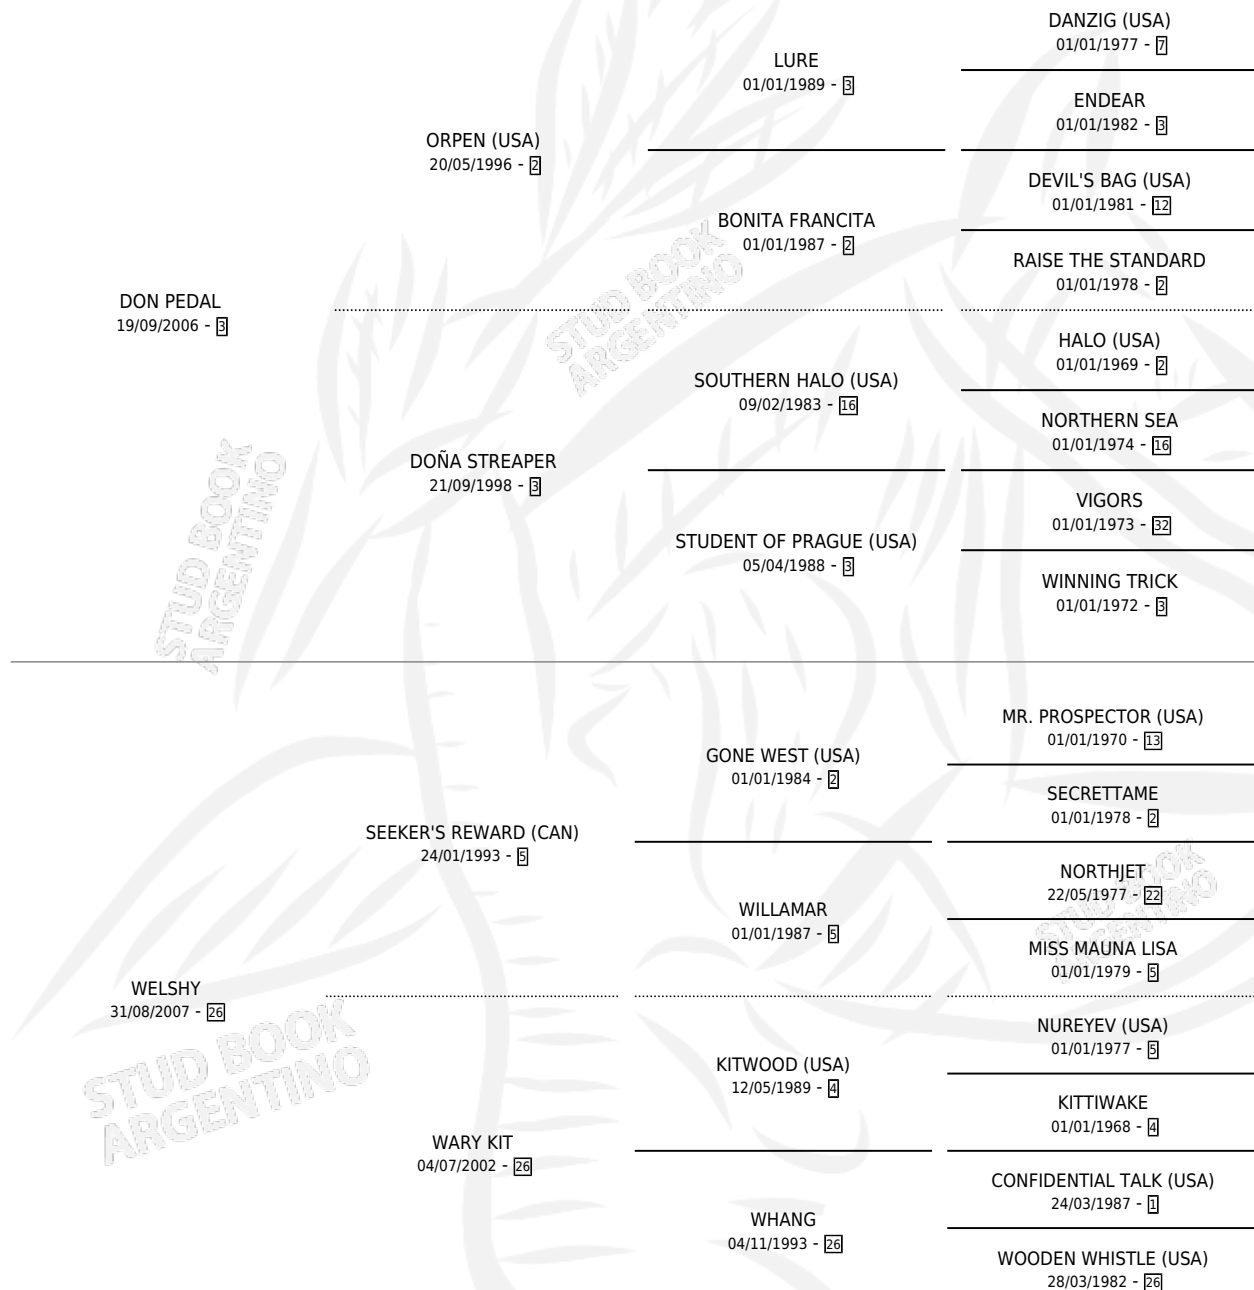 DANZIG (USA)
01/01/1977 - 7
LURE
01/01/1989 - 3
ENDEAR
01/01/1982 - 3
ORPEN (USA)
20/05/1996 - 2
DEVIL'S BAG (USA)
01/01/1981 - 12
BONITA FRANCITA
01/01/1987 - 2
RAISE THE STANDARD
01/01/1978 - 2
DON PEDAL
19/09/2006 - 3
HALO (USA)
01/01/1969 - 2
SOUTHERN HALO (USA)
09/02/1983 - 16
NORTHERN SEA
01/01/1974 - 16
DOÑA STREAPER
21/09/1998 - 3
VIGORS
01/01/1973 - 32
STUDENT OF PRAGUE (USA)
05/04/1988 - 3
WINNING TRICK
01/01/1972 - 3
MR. PROSPECTOR (USA)
01/01/1970 - 13
GONE WEST (USA)
01/01/1984 - 2
SECRETTAME
01/01/1978 - 2
SEEKER'S REWARD (CAN)
24/01/1993 - 5
NORTHJET
22/05/1977 - 22
WILLAMAR
01/01/1987 - 5
MISS MAUNA LISA
01/01/1979 - 5
WELSHY
31/08/2007 - 26
NUREYEV (USA)
01/01/1977 - 5
KITWOOD (USA)
12/05/1989 - 4
KITTIWAKE
01/01/1968 - 4
WARY KIT
04/07/2002 - 26
CONFIDENTIAL TALK (USA)
24/03/1987 - 1
WHANG
04/11/1993 - 26
WOODEN WHISTLE (USA)
28/03/1982 - 26
STUD BOOK
ARGENTINO
STUD BOOK
ARGENTINO
STUD BOOK
ARGENTINO
STUD BOOK
ARGENTINO